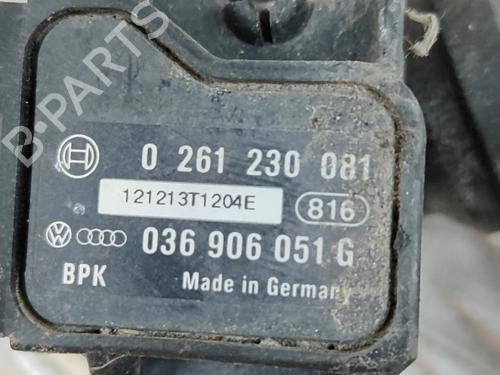 B-PARTS
0 261 230 081
121213T1204E 816
036 906 051 G
BPK Made in Germany